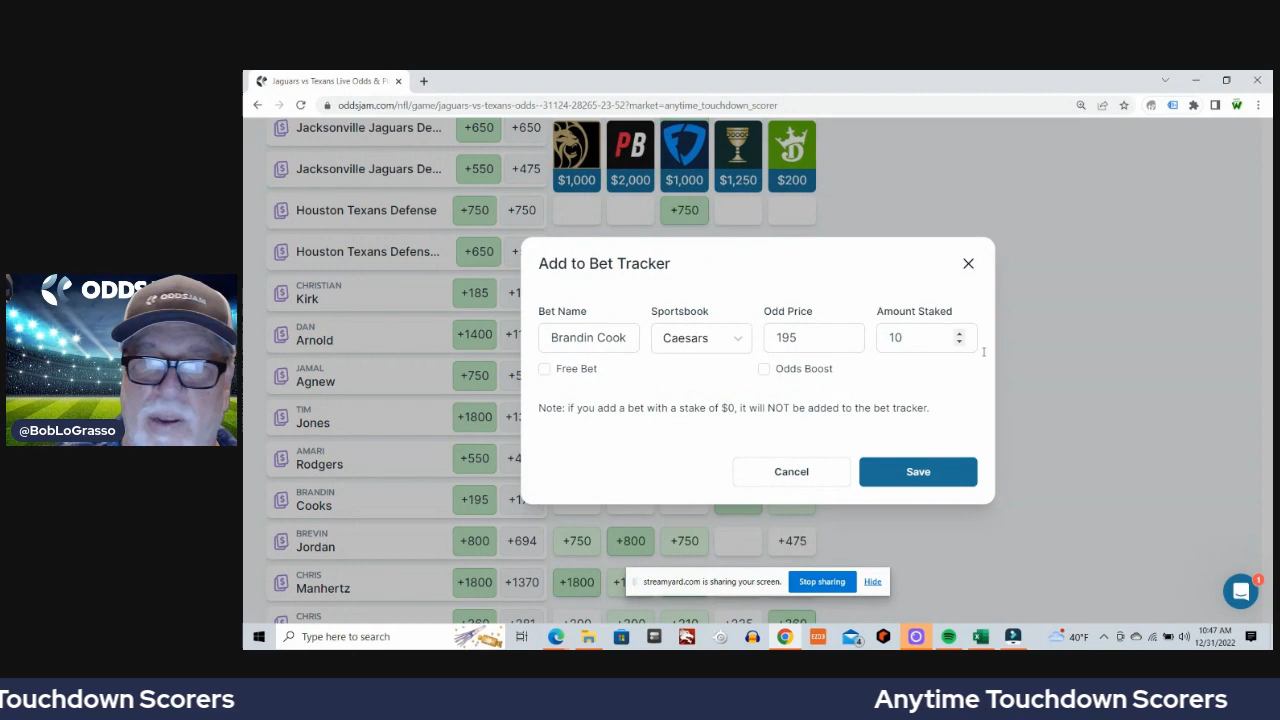 Jaguars vs Texans Live Odds & Pr
oddsjam.com/nfl/game/jaguars-vs-texans-odds--31124-28265-23-52?market=anytime_touchdown_scorer
Jacksonville Jaguars De... +650 +650
PB
Jacksonville Jaguars De... +550 +475
$1,000 $2,000 $1,000 $1,250 $200
Houston Texans Defense +750 +750 +750
Houston Texans Defens... +650
Add to Bet Tracker
Bet Name Sportsbook Odd Price Amount Staked
Brandin Cook Caesars 195 10
Free Bet Odds Boost
Note: if you add a bet with a stake of $0, it will NOT be added to the bet tracker.
Cancel Save
CHRISTIAN
Kirk +185
DAN
Arnold +1400
JAMAL
Agnew +750
TIM
Jones +1800
AMARI
Rodgers +550
BRANDIN
Cooks +195
BREVIN
Jordan +800 +694 +750 +800 +750 +475
CHRIS
Manhertz +1800 +1370 +1800
streamyard.com is sharing your screen. Stop sharing Hide
1
CHRIS
ODDSJAM
@BobLoGrasso
Type here to search
4
40°F
10:47 AM
12/31/2022
Touchdown Scorers
Anytime Touchdown Scorers